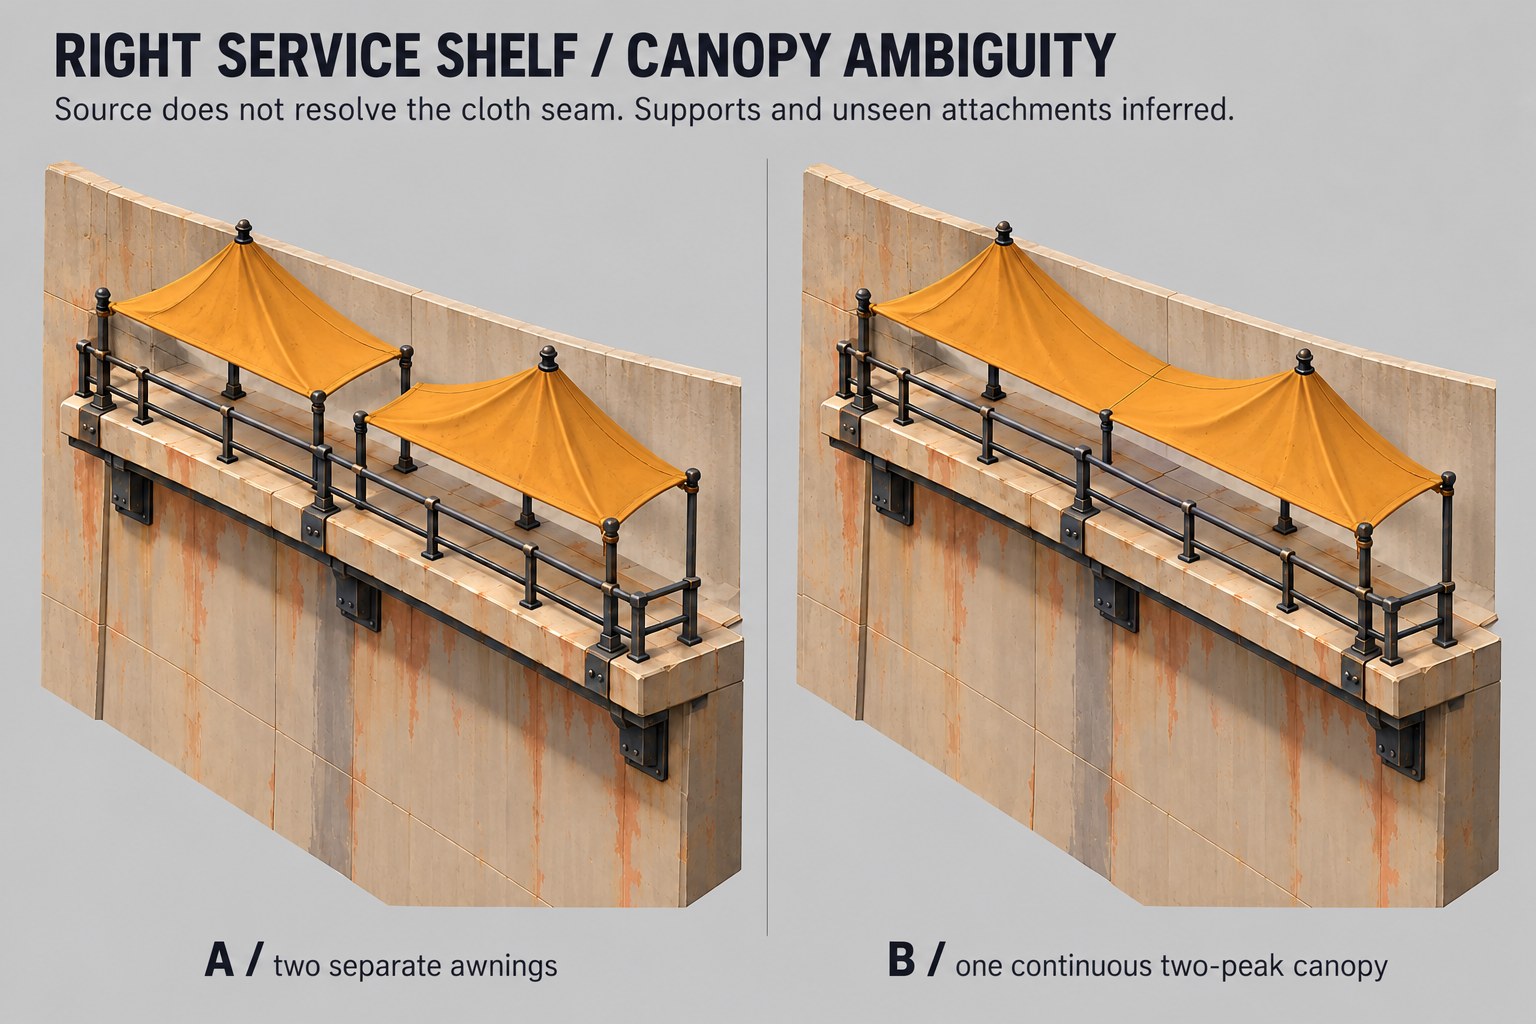 RIGHT SERVICE SHELF / CANOPY AMBIGUITY
Source does not resolve the cloth seam. Supports and unseen attachments inferred.
A / two separate awnings
B / one continuous two-peak canopy